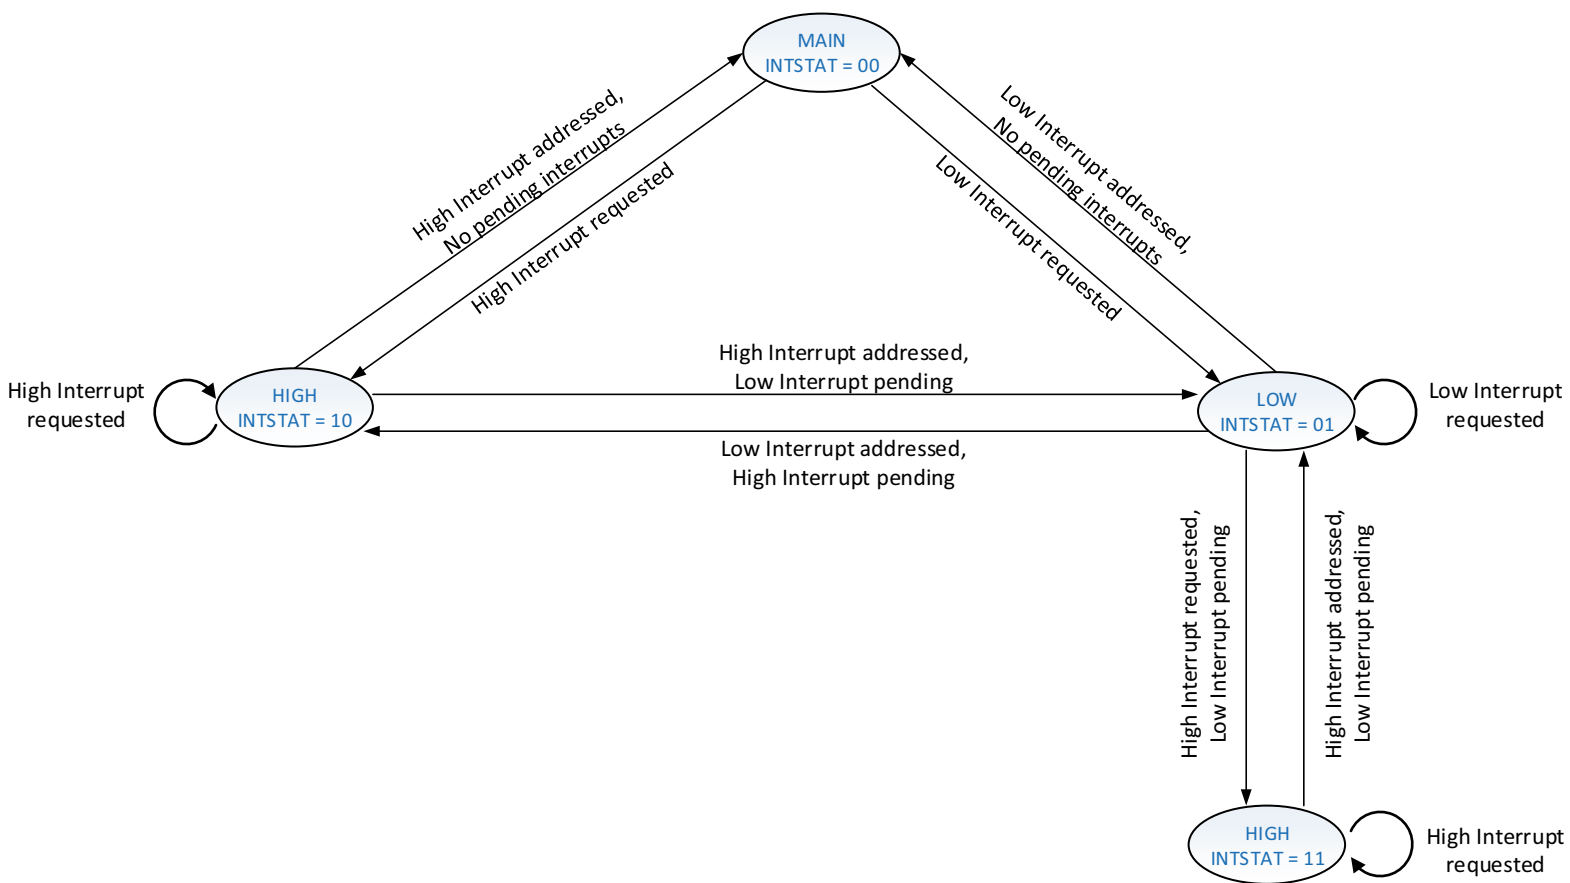 MAIN
INTSTAT = 00
High Interrupt addressed,
No pending interrupts
High Interrupt requested
Low Interrupt addressed,
No pending interrupts
Low Interrupt requested
High Interrupt addressed,
Low Interrupt pending
High Interrupt
requested
HIGH
INTSTAT = 10
LOW
INTSTAT = 01
Low Interrupt
requested
Low Interrupt addressed,
High Interrupt pending
High Interrupt requested,
Low Interrupt pending
High Interrupt addressed,
Low Interrupt pending
HIGH
INTSTAT = 11
High Interrupt
requested